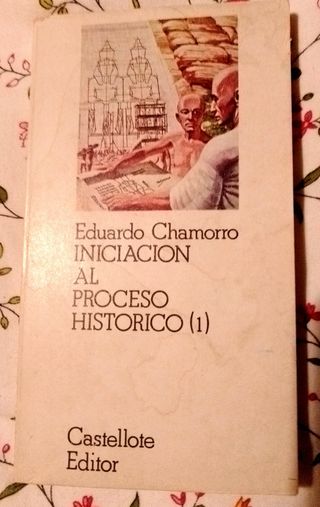 Eduardo Chamorro
INICIACION
AL
PROCESO
HISTORICO (1)
Castellote
Editor